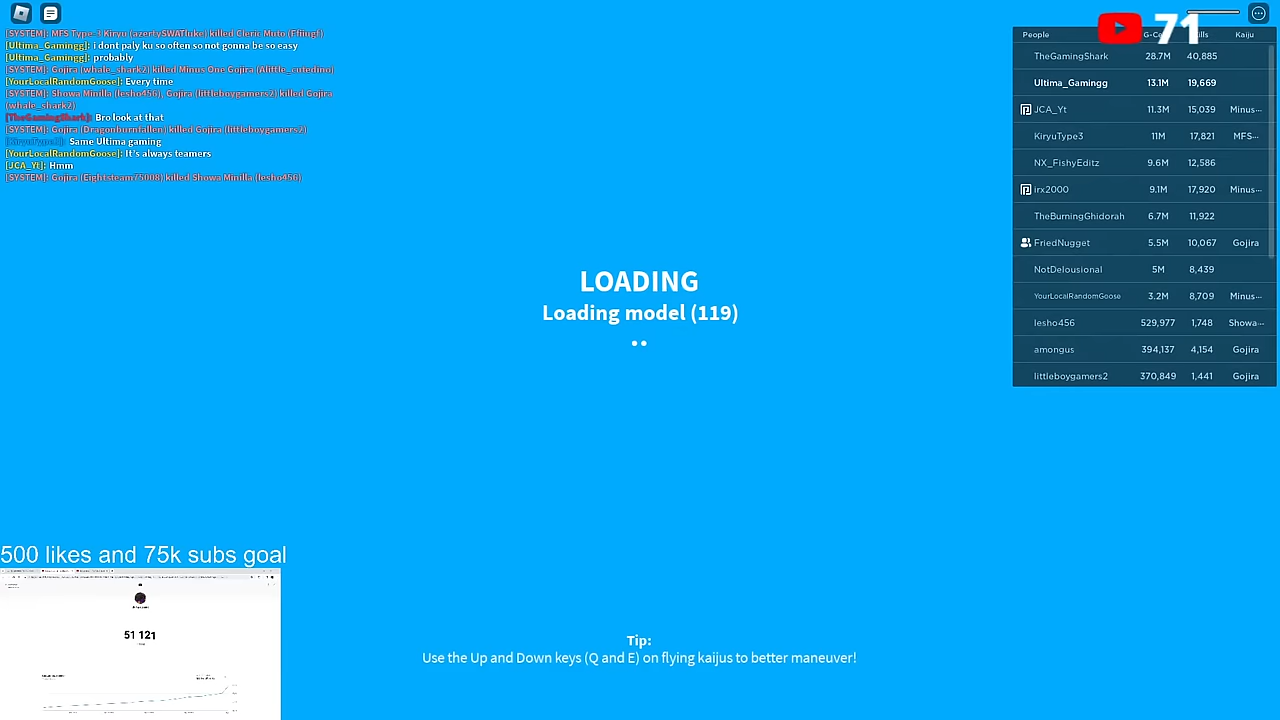 [SYSTEM]: MFS Type-3 Kiryu (azertySWATluke) killed Cleric Muto (Efiingf)
[Ultima_Gamingg]: i dont paly ku so often so not gonna be so easy
[Ultima_Gamingg]: probably
[SYSTEM]: Gojira (whale_shark2) killed Minus One Gojira (Alittle_cutedino)
[YourLocalRandomGoose]: Every time
[SYSTEM]: Showa Minilla (lesho456), Gojira (littleboygamers2) killed Gojira
(whale_shark2)
[TheGamingShark]: Bro look at that
[SYSTEM]: Gojira (Dragonburnfallen) killed Gojira (littleboygamers2)
[KiryuType3]: Same Ultima gaming
[YourLocalRandomGoose]: It's always teamers
[JCA_Yt]: Hmm
[SYSTEM]: Gojira (Eightsteam75008) killed Showa Minilla (lesho456)
71
People Kaiju
TheGamingShark 28.7M 40,885
Ultima_Gamingg 13.1M 19,669
JCA_Yt 11.3M 15,039 Minus...
KiryuType3 11M 17,821 MFS...
NX_FishyEditz 9.6M 12,586
irx2000 9.1M 17,920 Minus...
TheBurningGhidorah 6.7M 11,922
FriedNugget 5.5M 10,067 Gojira
NotDelousional 5M 8,439
YourLocalRandomGoose 3.2M 8,709 Minus...
lesho456 529,977 1,748 Showa...
amongus 394,137 4,154 Gojira
littleboygamers2 370,849 1,441 Gojira
LOADING
Loading model (119)
500 likes and 75k subs goal
51 121
Tip:
Use the Up and Down keys (Q and E) on flying kaijus to better maneuver!